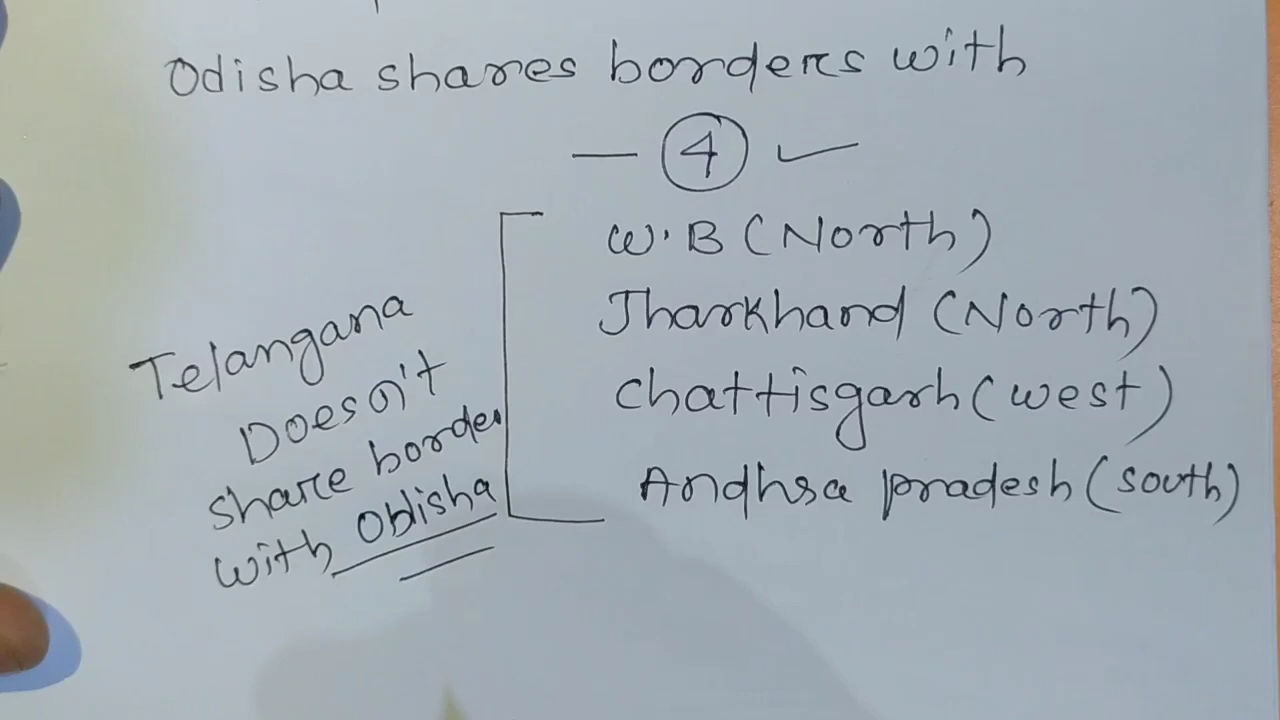 Odisha shares borders with
— 4 ✓
W.B (North)
Jharkhand (North)
Chattisgarh (west)
Andhra pradesh (south)
Telangana
Doesn't
share border
with Odisha